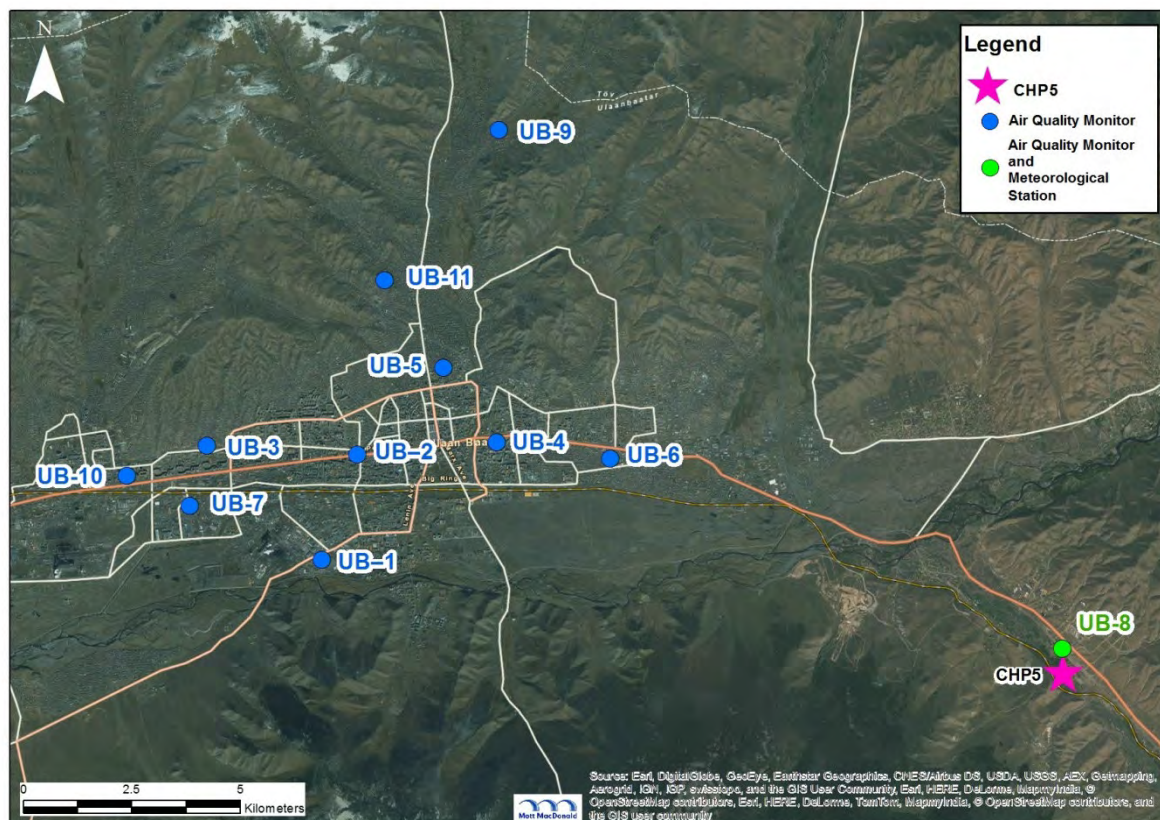 N
Legend
CHP5
Air Quality Monitor
Air Quality Monitor
and
Meteorological
Station
Töv
Ulaanbaatar
UB-9
UB-11
UB-5
UB-3
UB–2
UB-4
UB-6
UB-10
Big Ring
UB-7
UB–1
UB-8
CHP5
0
2.5
5
Kilometers
Mott MacDonald
Source: Esri, DigitalGlobe, GeoEye, Earthstar Geographics, CNES/Airbus DS, USDA, USGS, AEX, Getmapping,
Aerogrid, IGN, IGP, swisstopo, and the GIS User Community, Esri, HERE, DeLorme, MapmyIndia, ©
OpenStreetMap contributors, Esri, HERE, DeLorme, TomTom, MapmyIndia, © OpenStreetMap contributors, and
the GIS user community